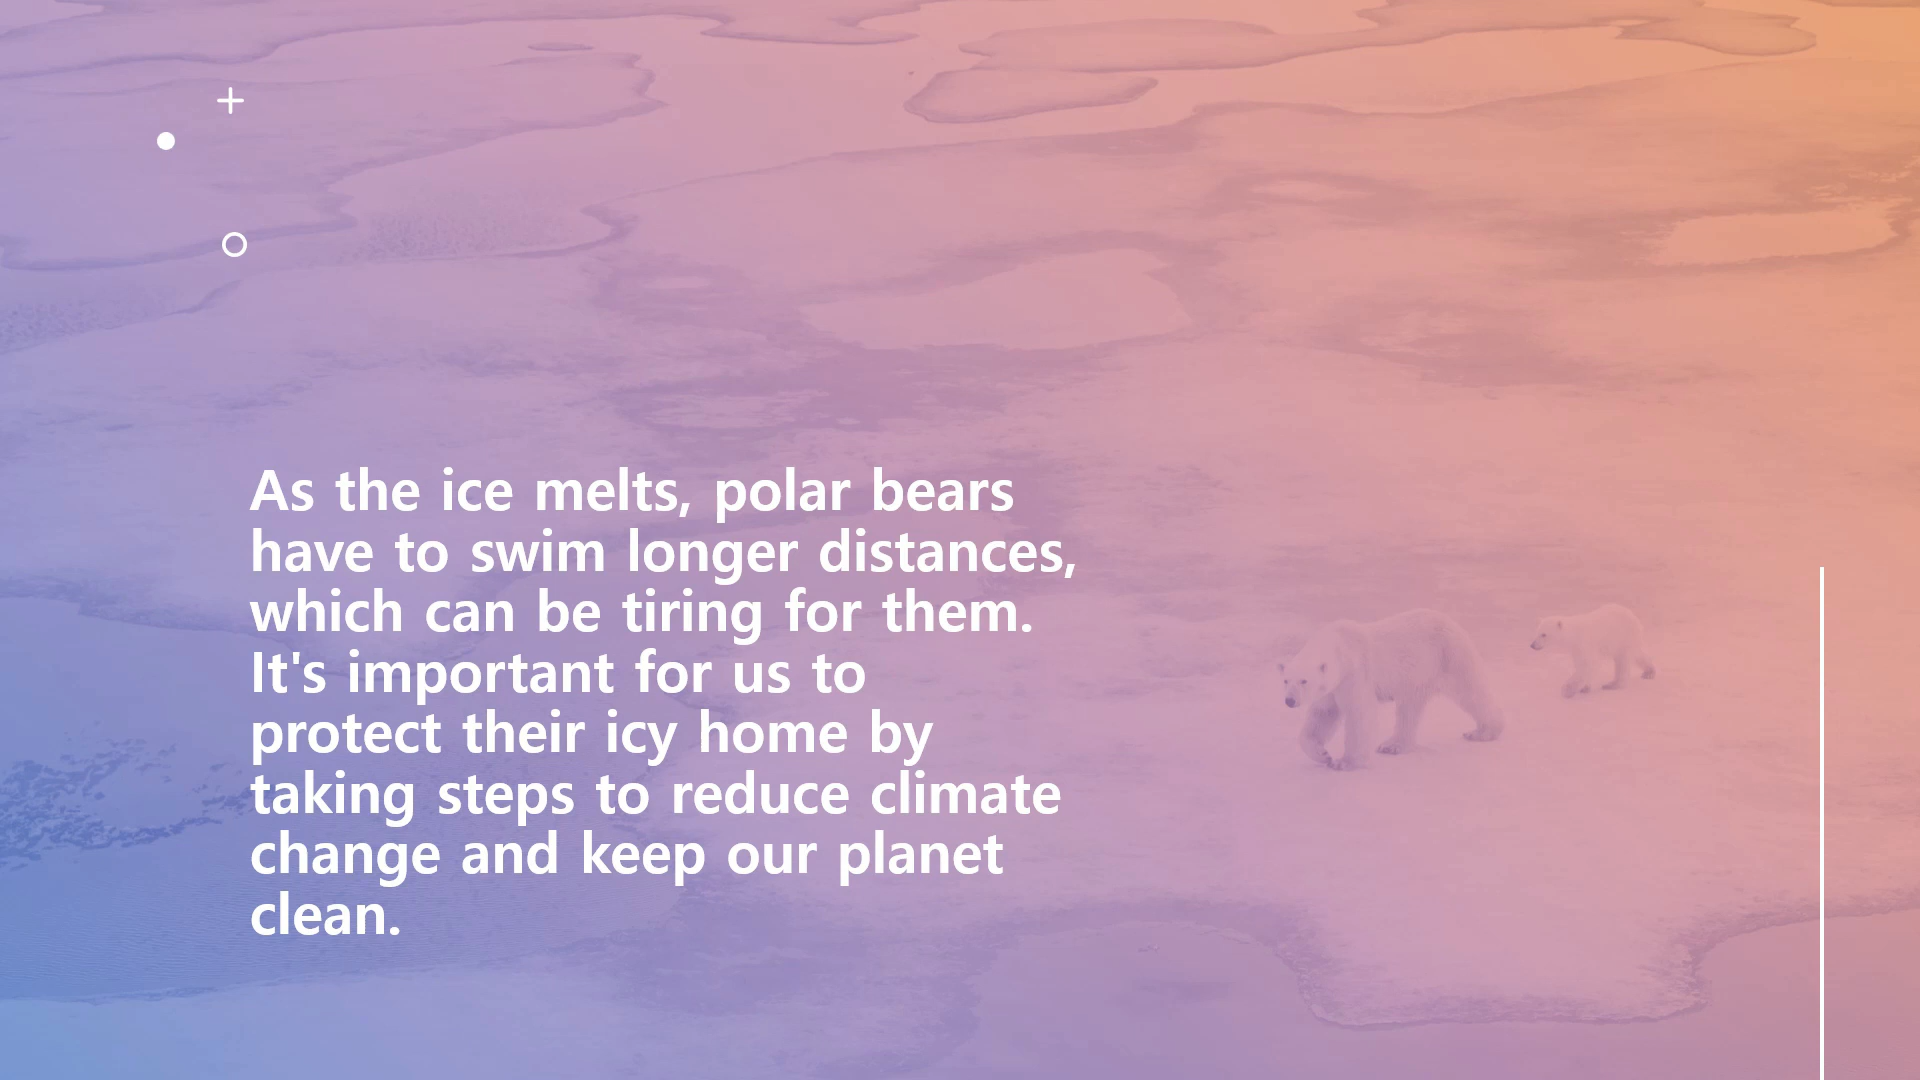 As the ice melts, polar bears
have to swim longer distances,
which can be tiring for them.
It's important for us to
protect their icy home by
taking steps to reduce climate
change and keep our planet
clean.